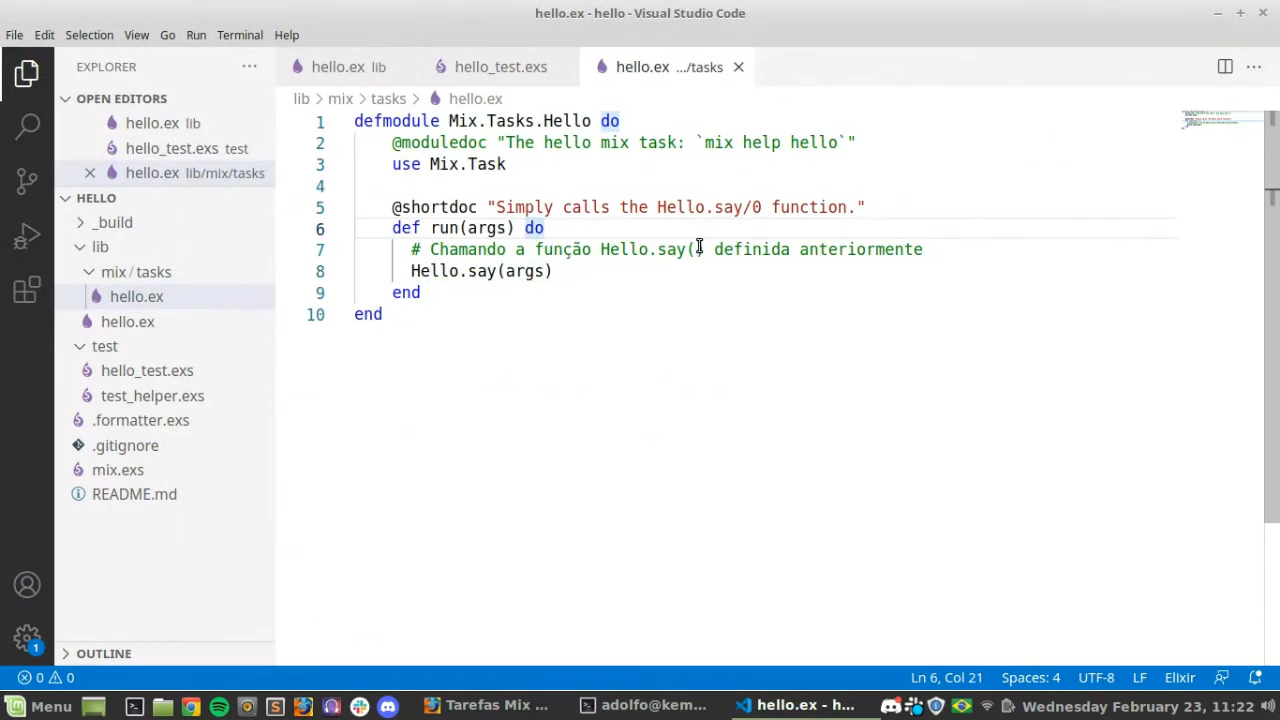 hello.ex - hello - Visual Studio Code
File Edit Selection View Go Run Terminal Help
EXPLORER
hello.ex lib
hello_test.exs
hello.ex .../tasks
OPEN EDITORS
hello.ex lib
hello_test.exs test
hello.ex lib/mix/tasks
HELLO
_build
lib
mix / tasks
hello.ex
hello.ex
test
hello_test.exs
test_helper.exs
.formatter.exs
.gitignore
mix.exs
README.md
OUTLINE
lib > mix > tasks > hello.ex
1 defmodule Mix.Tasks.Hello do
2 @moduledoc "The hello mix task: `mix help hello`"
3 use Mix.Task
4
5 @shortdoc "Simply calls the Hello.say/0 function."
6 def run(args) do
7 # Chamando a função Hello.say() definida anteriormente
8 Hello.say(args)
9 end
10 end
1
0 0
Ln 6, Col 21 Spaces: 4 UTF-8 LF Elixir
Menu
Tarefas Mix ...
adolfo@kem...
hello.ex - h...
Wednesday February 23, 11:22